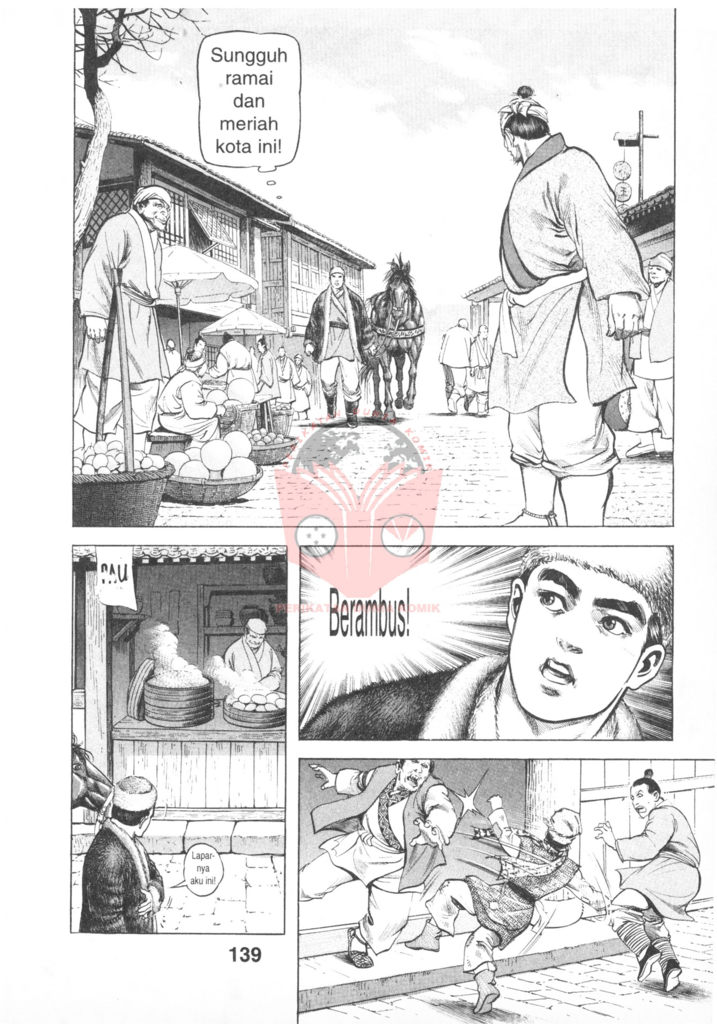 Sungguh
ramai
dan
meriah
kota ini!
PAU
Berambus!
Lapar-
nya
aku ini!
139